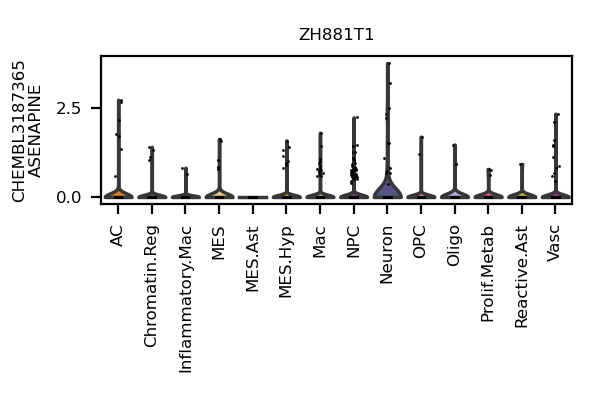 ZH881T1
CHEMBL3187365
ASENAPINE
2.5
0.0
AC
Chromatin.Reg
Inflammatory.Mac
MES
MES.Ast
MES.Hyp
Mac
NPC
Neuron
OPC
Oligo
Prolif.Metab
Reactive.Ast
Vasc